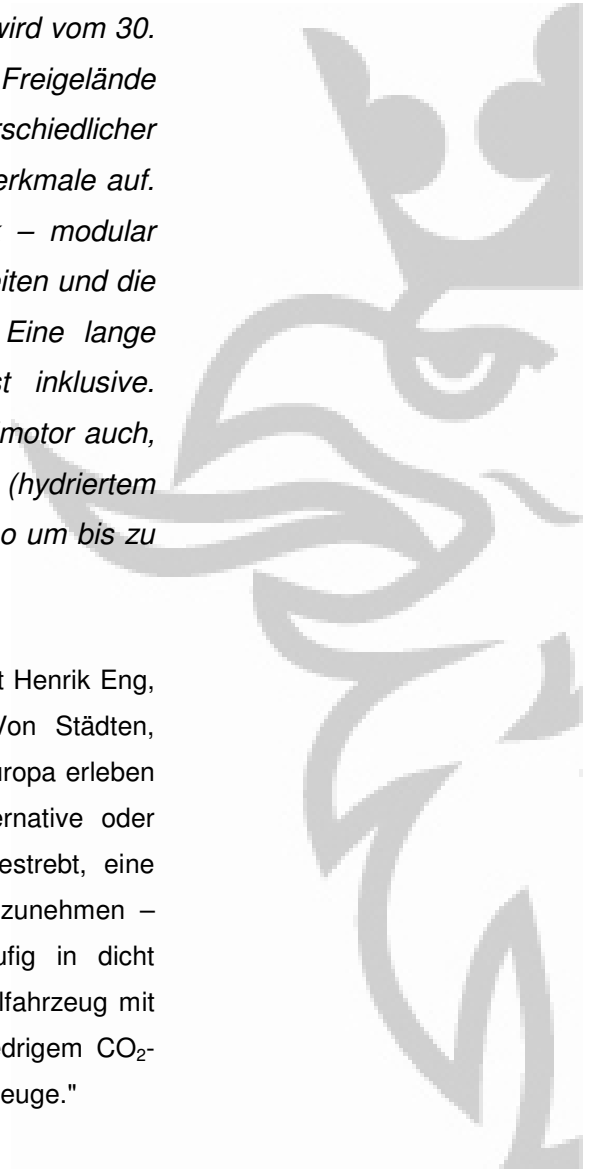 wird vom 30.
Freigelände
rschiedlicher
erkmale auf.
– modular
eiten und die
Eine lange
st inklusive.
motor auch,
(hydriertem
o um bis zu
t Henrik Eng,
Von Städten,
uropa erleben
ernative oder
estrebt, eine
zunehmen –
ufig in dicht
lfahrzeug mit
edrigem CO₂-
euge."